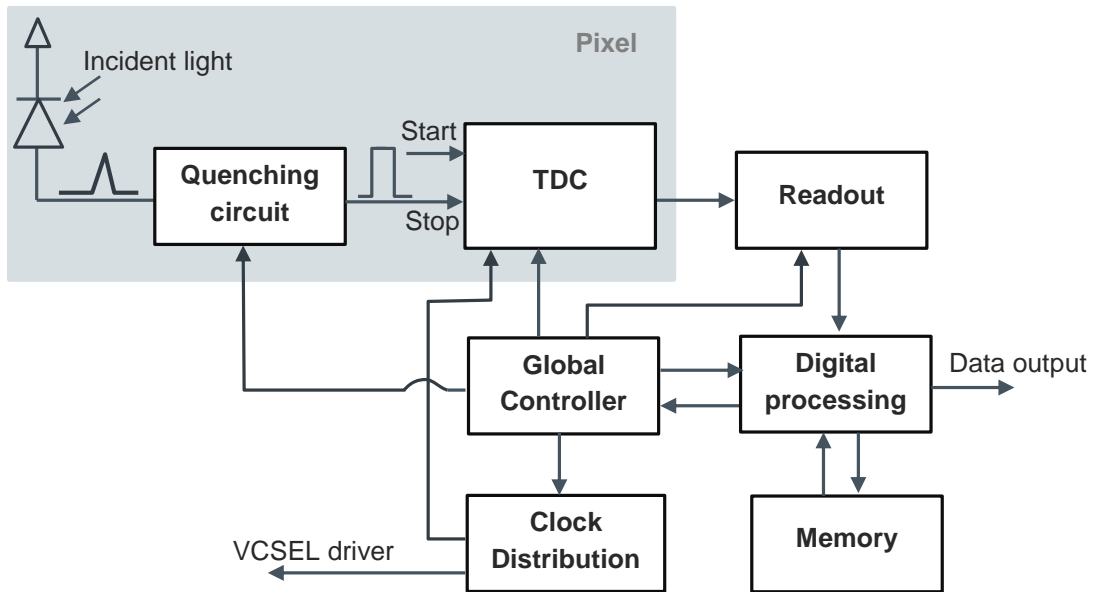 Pixel
Incident light
Start
Quenching
circuit
TDC
Readout
Stop
Global
Controller
Digital
processing
Data output
Clock
Distribution
Memory
VCSEL driver